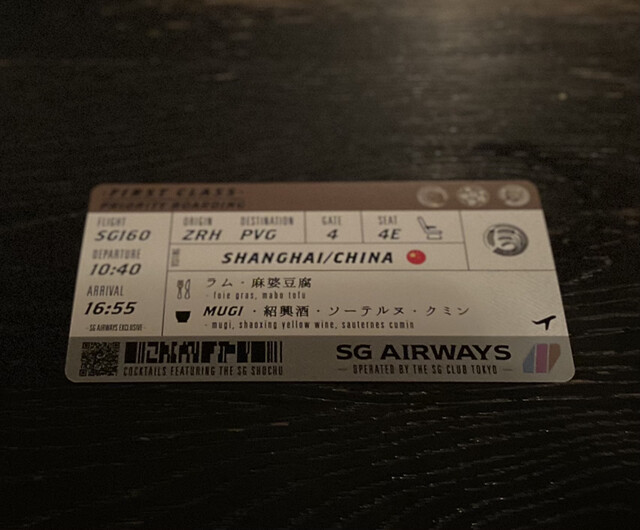 -FIRST CLASS-
PRIORITY BOARDING
FLIGHT
SG160
ORIGIN
ZRH
DESTINATION
PVG
GATE
4
SEAT
4E
DEPARTURE
10:40
SHANGHAI/CHINA
ARRIVAL
16:55
- SG AIRWAYS EXCLUSIVE -
ラム・麻婆豆腐
- foie gras, mabo tofu
MUGI ・紹興酒・ソーテルヌ・クミン
- mugi, shaoxing yellow wine, sauternes cumin
COCKTAILS FEATURING THE SG SHOCHU
SG AIRWAYS
- OPERATED BY THE SG CLUB TOKYO -